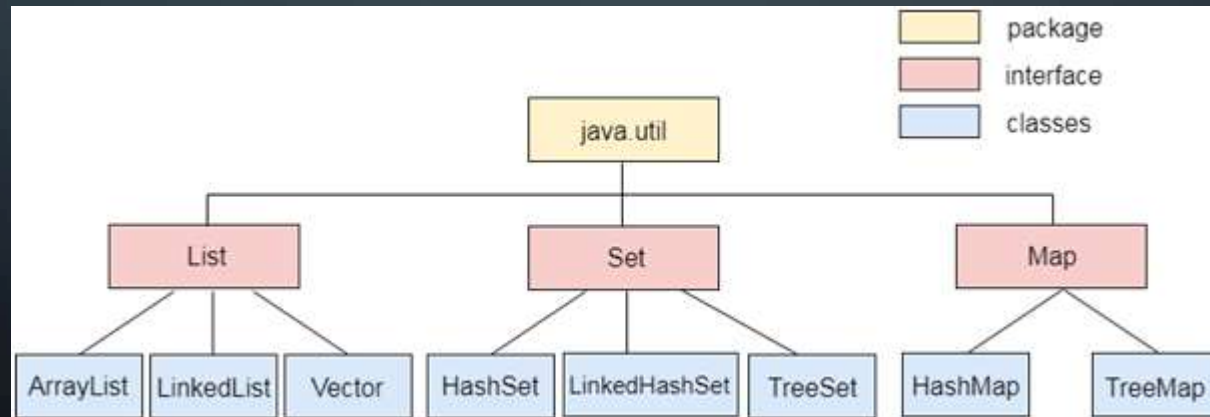 package
interface
classes
java.util
List
Set
Map
ArrayList
LinkedList
Vector
HashSet
LinkedHashSet
TreeSet
HashMap
TreeMap